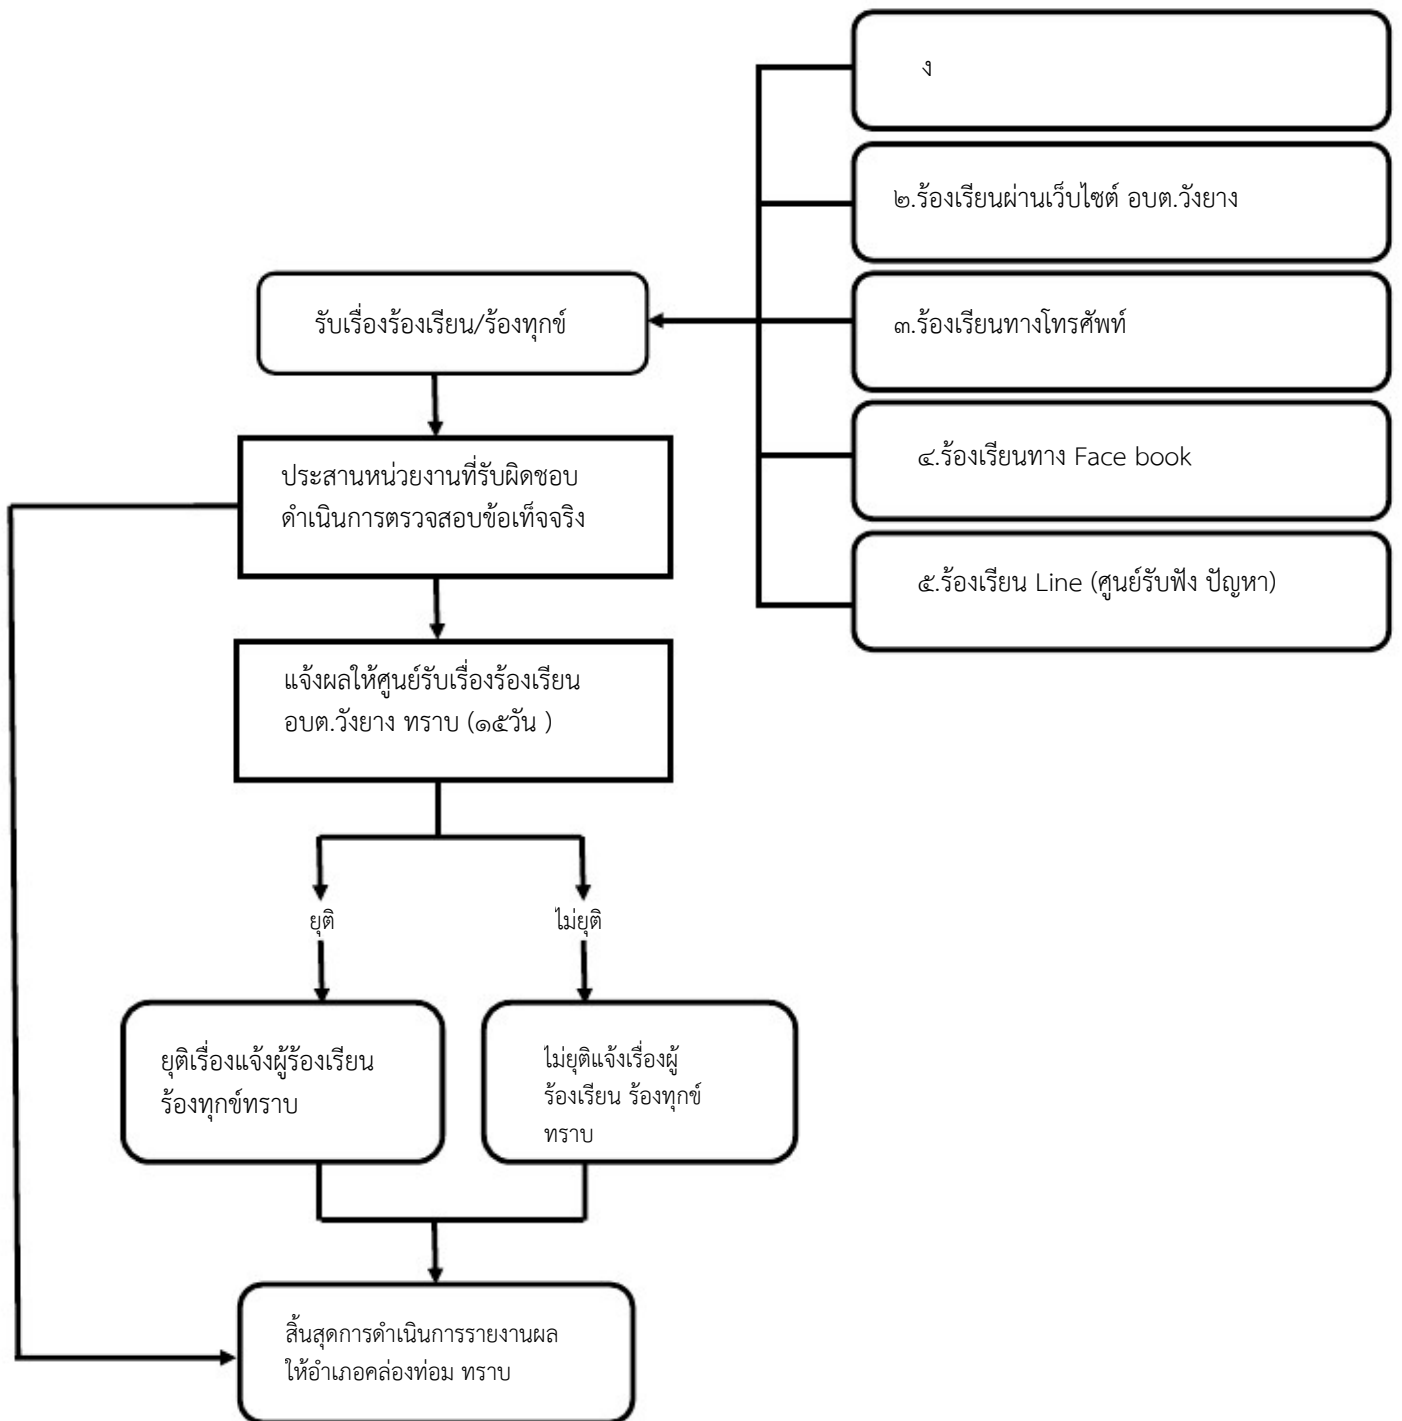 ง
๒.ร้องเรียนผ่านเว็บไซต์ อบต.วังยาง
รับเรื่องร้องเรียน/ร้องทุกข์
๓.ร้องเรียนทางโทรศัพท์
๔.ร้องเรียนทาง Face book
ประสานหน่วยงานที่รับผิดชอบ
ดำเนินการตรวจสอบข้อเท็จจริง
๕.ร้องเรียน Line (ศูนย์รับฟัง ปัญหา)
แจ้งผลให้ศูนย์รับเรื่องร้องเรียน
อบต.วังยาง ทราบ (๑๕วัน )
ยุติ
ไม่ยุติ
ยุติเรื่องแจ้งผู้ร้องเรียน
ร้องทุกข์ทราบ
ไม่ยุติแจ้งเรื่องผู้
ร้องเรียน ร้องทุกข์
ทราบ
สิ้นสุดการดำเนินการรายงานผล
ให้อำเภอคล่องท่อม ทราบ